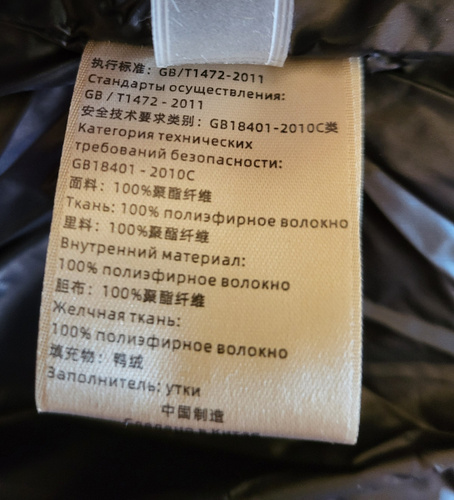 执行标准：GB/T1472-2011
Стандарты осуществления:
GB / T1472 - 2011
安全技术要求类别：GB18401-2010C类
Категория технических
требований безопасности:
GB18401 - 2010C
面料：100%聚酯纤维
Ткань: 100% полиэфирное волокно
里料：100%聚酯纤维
Внутренний материал:
100% полиэфирное волокно
胆布：100%聚酯纤维
Желчная ткань:
100% полиэфирное волокно
填充物：鸭绒
Заполнитель: утки
中国制造
Сделано в Китае